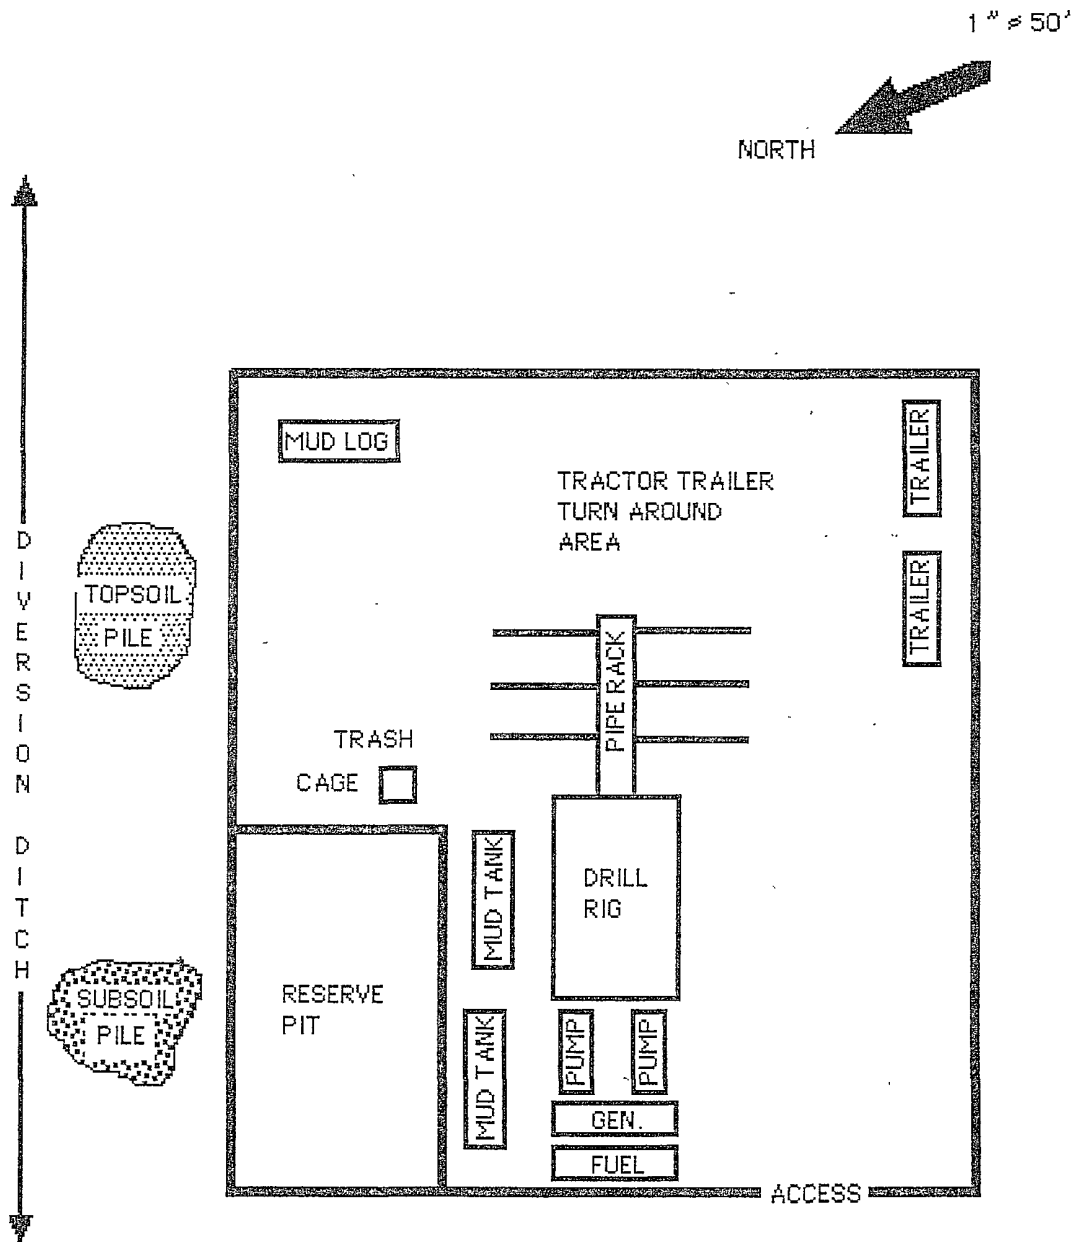 1" = 50'
NORTH
MUD LOG
TRACTOR TRAILER
TURN AROUND
AREA
TRAILER
TRAILER
DIVERSION DITCH
TOPSOIL
PILE
PIPE RACK
TRASH
CAGE
MUD TANK
DRILL
RIG
SUBSOIL
PILE
RESERVE
PIT
MUD TANK
PUMP
PUMP
GEN.
FUEL
ACCESS